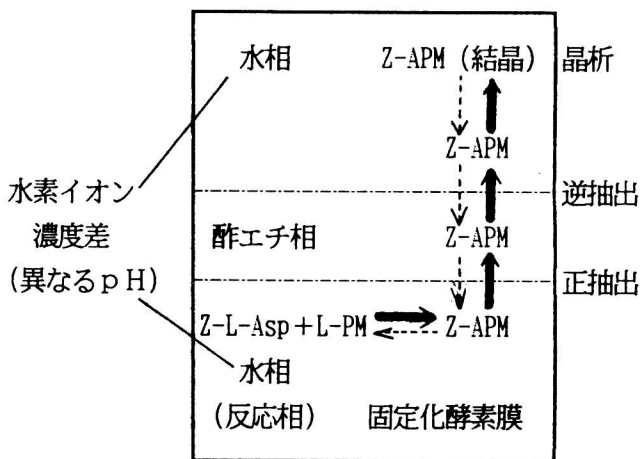 水相
Z-APM（結晶）
晶析
Z-APM
水素イオン
濃度差
(異なるpH)
逆抽出
酢エチ相
Z-APM
正抽出
Z-L-Asp＋L-PM
Z-APM
水相
（反応相）
固定化酵素膜